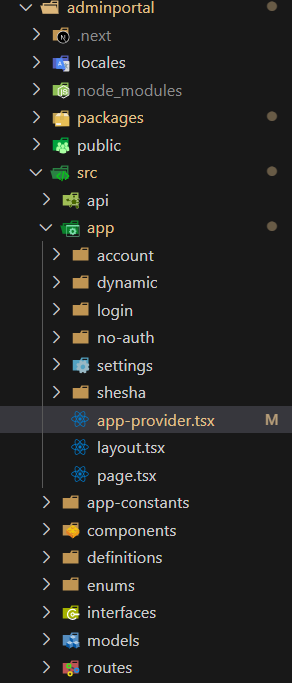 adminportal
.next
locales
node_modules
packages
public
src
api
app
account
dynamic
login
no-auth
settings
shesha
app-provider.tsx M
layout.tsx
page.tsx
app-constants
components
definitions
enums
interfaces
models
routes